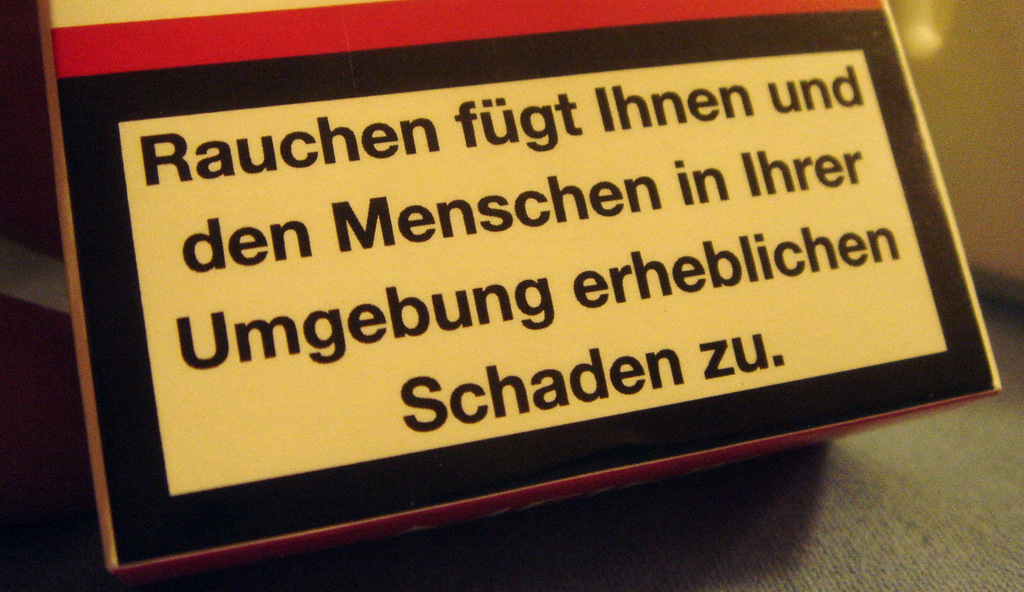 Rauchen fügt Ihnen und
den Menschen in Ihrer
Umgebung erheblichen
Schaden zu.